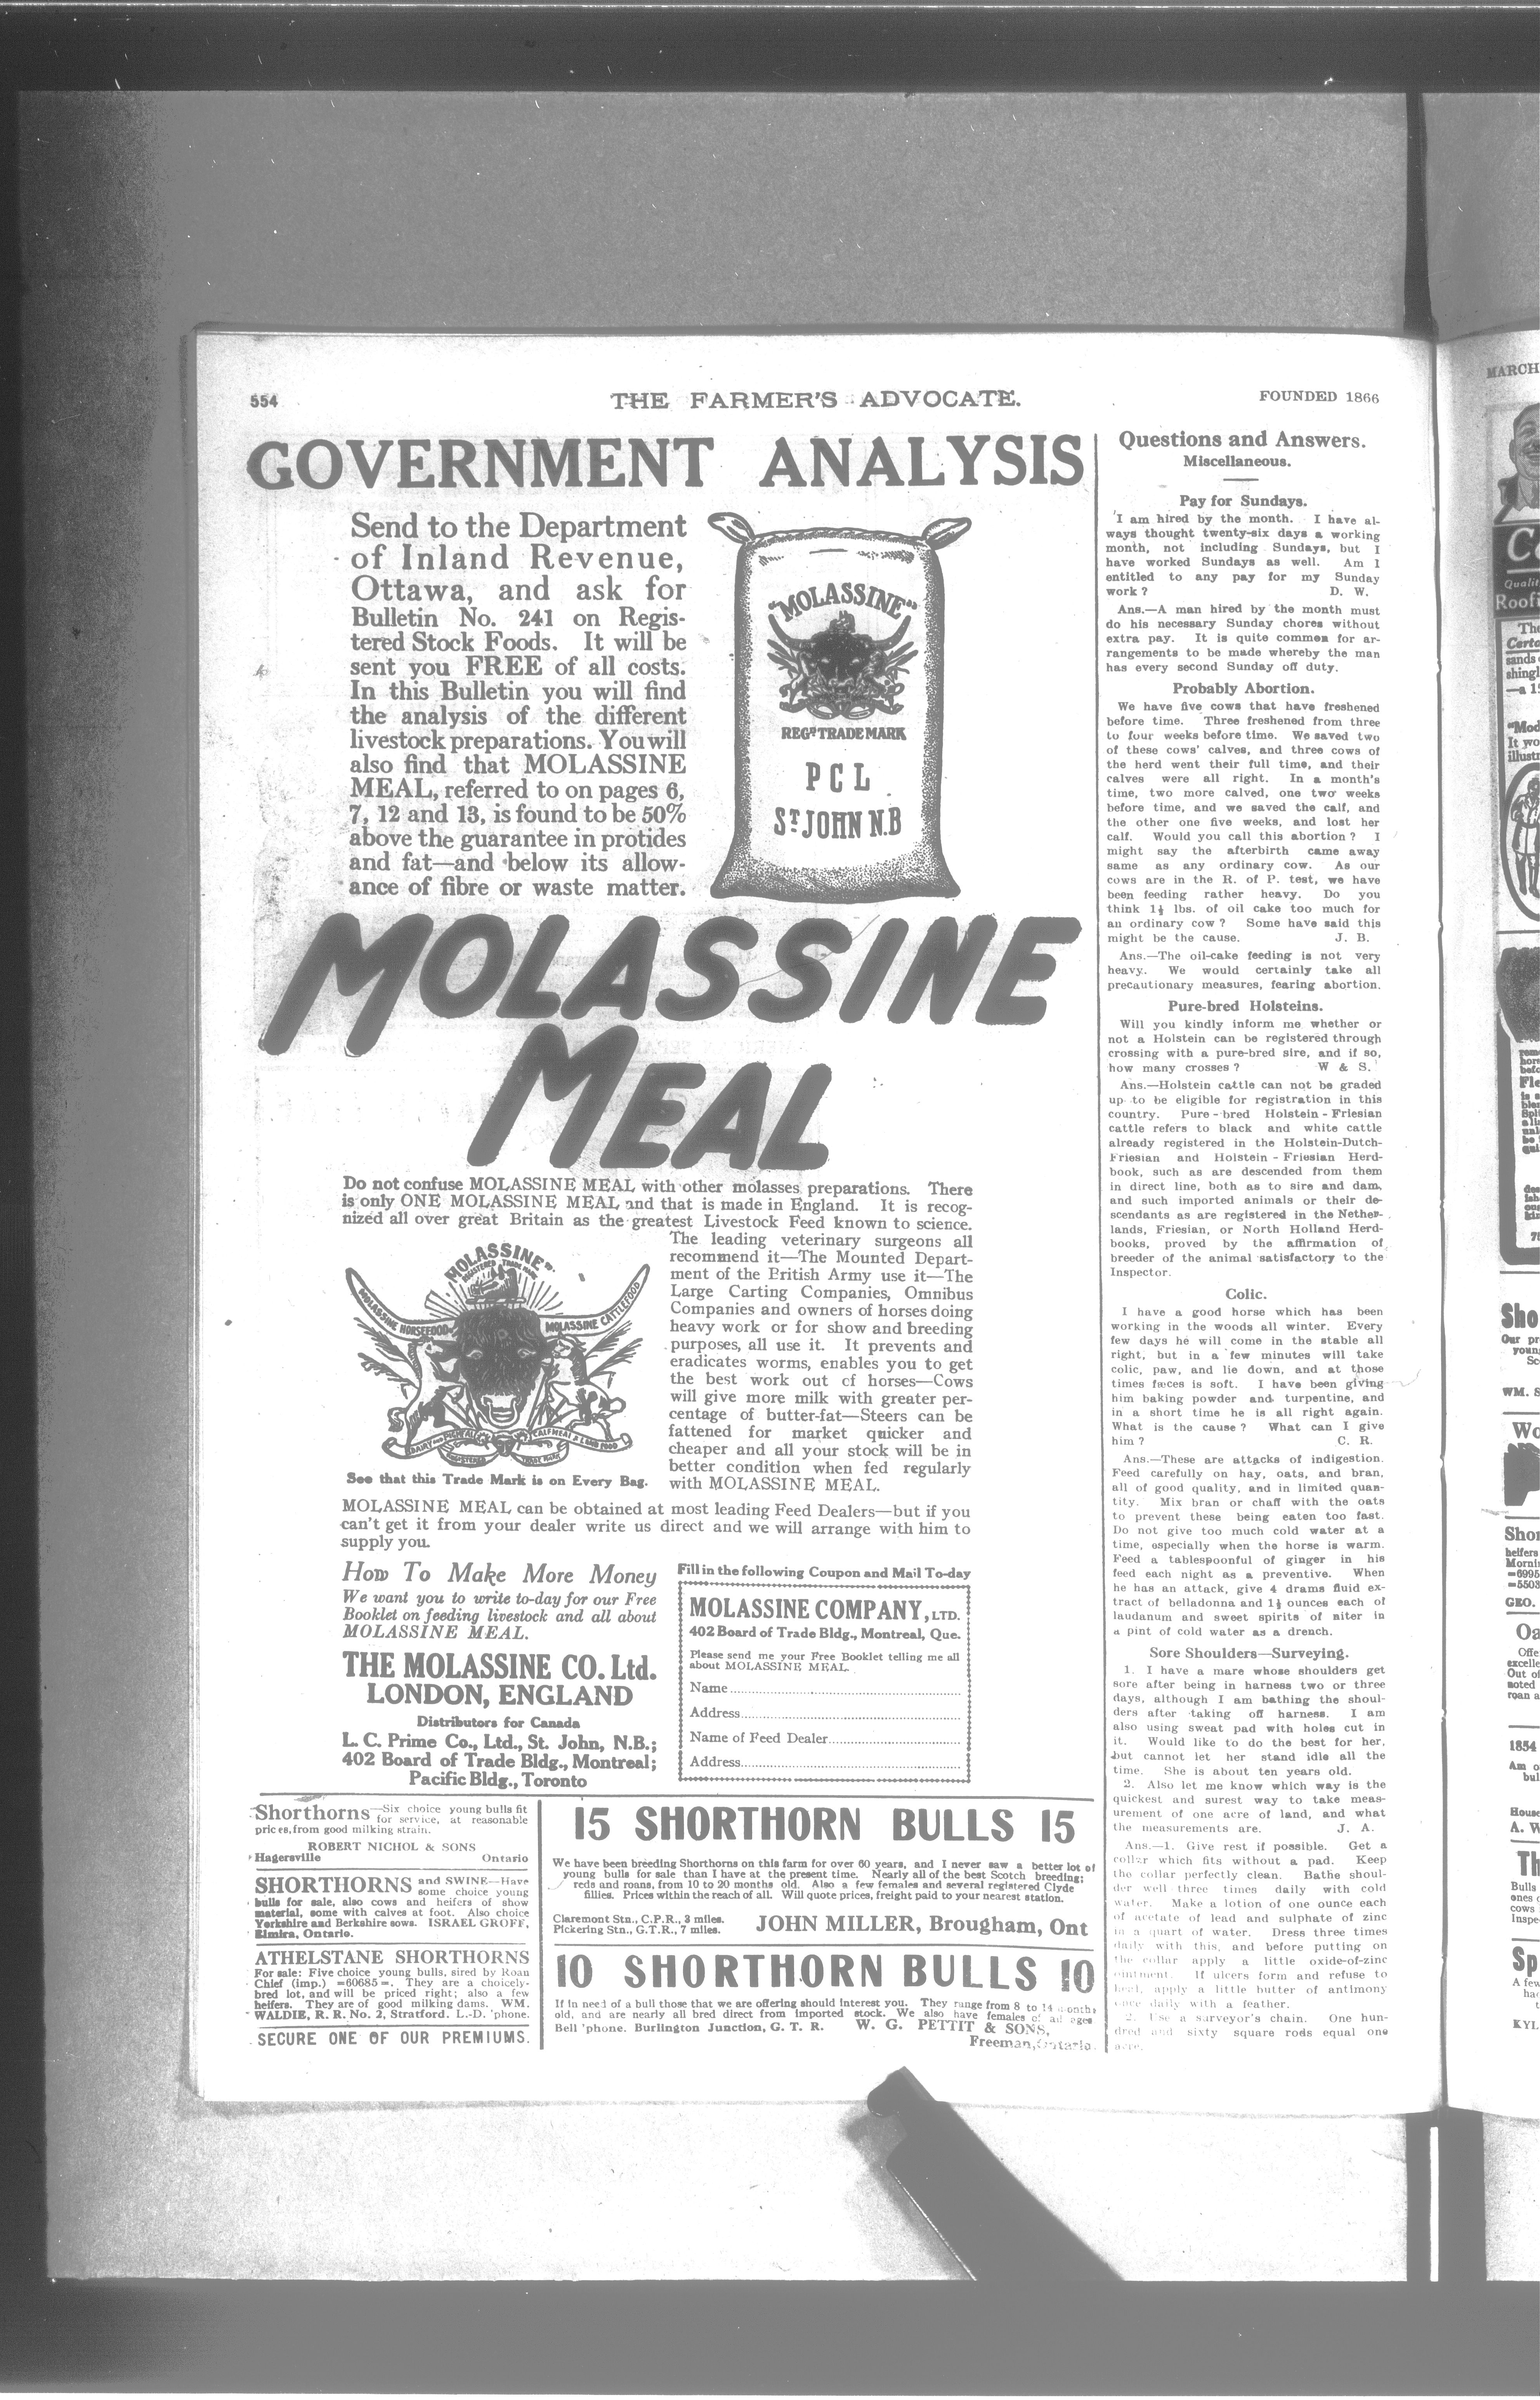 554
THE FARMER'S ADVOCATE.
FOUNDED 1866
GOVERNMENT ANALYSIS
Send to the Department
of Inland Revenue,
Ottawa, and ask for
Bulletin No. 241 on Regis-
tered Stock Foods. It will be
sent you FREE of all costs.
In this Bulletin you will find
the analysis of the different
livestock preparations. You will
also find that MOLASSINE
MEAL, referred to on pages 6,
7, 12 and 13, is found to be 50%
above the guarantee in protides
and fat—and below its allow-
ance of fibre or waste matter.
"MOLASSINE"
REGD TRADE MARK
P C L
ST JOHN N.B
MOLASSINE
MEAL
Do not confuse MOLASSINE MEAL with other molasses preparations. There
is only ONE MOLASSINE MEAL and that is made in England. It is recog-
nized all over great Britain as the greatest Livestock Feed known to science.
The leading veterinary surgeons all
recommend it—The Mounted Depart-
ment of the British Army use it—The
Large Carting Companies, Omnibus
Companies and owners of horses doing
heavy work or for show and breeding
purposes, all use it. It prevents and
eradicates worms, enables you to get
the best work out of horses—Cows
will give more milk with greater per-
centage of butter-fat—Steers can be
fattened for market quicker and
cheaper and all your stock will be in
better condition when fed regularly
with MOLASSINE MEAL.
"MOLASSINE"
REGISTERED TRADE MARK
MOLASSINE HORSEFOOD
MOLASSINE CATTLEFOOD
See that this Trade Mark is on Every Bag.
MOLASSINE MEAL can be obtained at most leading Feed Dealers—but if you
can't get it from your dealer write us direct and we will arrange with him to
supply you.
How To Make More Money
We want you to write to-day for our Free
Booklet on feeding livestock and all about
MOLASSINE MEAL.
THE MOLASSINE CO. Ltd.
LONDON, ENGLAND
Distributors for Canada
L. C. Prime Co., Ltd., St. John, N.B.;
402 Board of Trade Bldg., Montreal;
Pacific Bldg., Toronto
Fill in the following Coupon and Mail To-day
MOLASSINE COMPANY, LTD.
402 Board of Trade Bldg., Montreal, Que.
Please send me your Free Booklet telling me all
about MOLASSINE MEAL.
Name
Address
Name of Feed Dealer
Address
Shorthorns—Six choice young bulls fit
for service, at reasonable
prices, from good milking strain.
ROBERT NICHOL & SONS
Hagersville Ontario
SHORTHORNS and SWINE—Have
some choice young
bulls for sale, also cows and heifers of show
material, some with calves at foot. Also choice
Yorkshire and Berkshire sows. ISRAEL GROFF,
Elmira, Ontario.
ATHELSTANE SHORTHORNS
For sale: Five choice young bulls, sired by Roan
Chief (imp.) =60685=. They are a choicely-
bred lot, and will be priced right; also a few
heifers. They are of good milking dams. WM.
WALDIE, R. R. No. 2, Stratford. L.-D. 'phone.
SECURE ONE OF OUR PREMIUMS.
15 SHORTHORN BULLS 15
We have been breeding Shorthorns on this farm for over 60 years, and I never saw a better lot of
young bulls for sale than I have at the present time. Nearly all of the best Scotch breeding;
reds and roans, from 10 to 20 months old. Also a few females and several registered Clyde
fillies. Prices within the reach of all. Will quote prices, freight paid to your nearest station.
Claremont Stn., C.P.R., 3 miles.
Pickering Stn., G.T.R., 7 miles.
JOHN MILLER, Brougham, Ont
10 SHORTHORN BULLS 10
If in need of a bull those that we are offering should interest you. They range from 8 to 14 months
old, and are nearly all bred direct from imported stock. We also have females of all ages
Bell 'phone. Burlington Junction, G. T. R. W. G. PETTIT & SONS,
Freeman, Ontario.
Questions and Answers.
Miscellaneous.
Pay for Sundays.
I am hired by the month. I have al-
ways thought twenty-six days a working
month, not including Sundays, but I
have worked Sundays as well. Am I
entitled to any pay for my Sunday
work? D. W.
Ans.—A man hired by the month must
do his necessary Sunday chores without
extra pay. It is quite common for ar-
rangements to be made whereby the man
has every second Sunday off duty.
Probably Abortion.
We have five cows that have freshened
before time. Three freshened from three
to four weeks before time. We saved two
of these cows' calves, and three cows of
the herd went their full time, and their
calves were all right. In a month's
time, two more calved, one two weeks
before time, and we saved the calf, and
the other one five weeks, and lost her
calf. Would you call this abortion? I
might say the afterbirth came away
same as any ordinary cow. As our
cows are in the R. of P. test, we have
been feeding rather heavy. Do you
think 1½ lbs. of oil cake too much for
an ordinary cow? Some have said this
might be the cause. J. B.
Ans.—The oil-cake feeding is not very
heavy. We would certainly take all
precautionary measures, fearing abortion.
Pure-bred Holsteins.
Will you kindly inform me whether or
not a Holstein can be registered through
crossing with a pure-bred sire, and if so,
how many crosses? W & S.
Ans.—Holstein cattle can not be graded
up to be eligible for registration in this
country. Pure-bred Holstein-Friesian
cattle refers to black and white cattle
already registered in the Holstein-Dutch-
Friesian and Holstein-Friesian Herd-
book, such as are descended from them
in direct line, both as to sire and dam,
and such imported animals or their de-
scendants as are registered in the Nether-
lands, Friesian, or North Holland Herd-
books, proved by the affirmation of
breeder of the animal satisfactory to the
Inspector.
Colic.
I have a good horse which has been
working in the woods all winter. Every
few days he will come in the stable all
right, but in a few minutes will take
colic, paw, and lie down, and at those
times fæces is soft. I have been giving
him baking powder and turpentine, and
in a short time he is all right again.
What is the cause? What can I give
him? C. R.
Ans.—These are attacks of indigestion.
Feed carefully on hay, oats, and bran,
all of good quality, and in limited quan-
tity. Mix bran or chaff with the oats
to prevent these being eaten too fast.
Do not give too much cold water at a
time, especially when the horse is warm.
Feed a tablespoonful of ginger in his
feed each night as a preventive. When
he has an attack, give 4 drams fluid ex-
tract of belladonna and 1½ ounces each of
laudanum and sweet spirits of niter in
a pint of cold water as a drench.
Sore Shoulders—Surveying.
1. I have a mare whose shoulders get
sore after being in harness two or three
days, although I am bathing the shoul-
ders after taking off harness. I am
also using sweat pad with holes cut in
it. Would like to do the best for her,
but cannot let her stand idle all the
time. She is about ten years old.
2. Also let me know which way is the
quickest and surest way to take meas-
urement of one acre of land, and what
the measurements are. J. A.
Ans.—1. Give rest if possible. Get a
collar which fits without a pad. Keep
the collar perfectly clean. Bathe shoul-
der well three times daily with cold
water. Make a lotion of one ounce each
of acetate of lead and sulphate of zinc
in a quart of water. Dress three times
daily with this, and before putting on
the collar apply a little oxide-of-zinc
ointment. If ulcers form and refuse to
heal, apply a little butter of antimony
once daily with a feather.
2. Use a surveyor's chain. One hun-
dred and sixty square rods equal one
acre.
MARCH